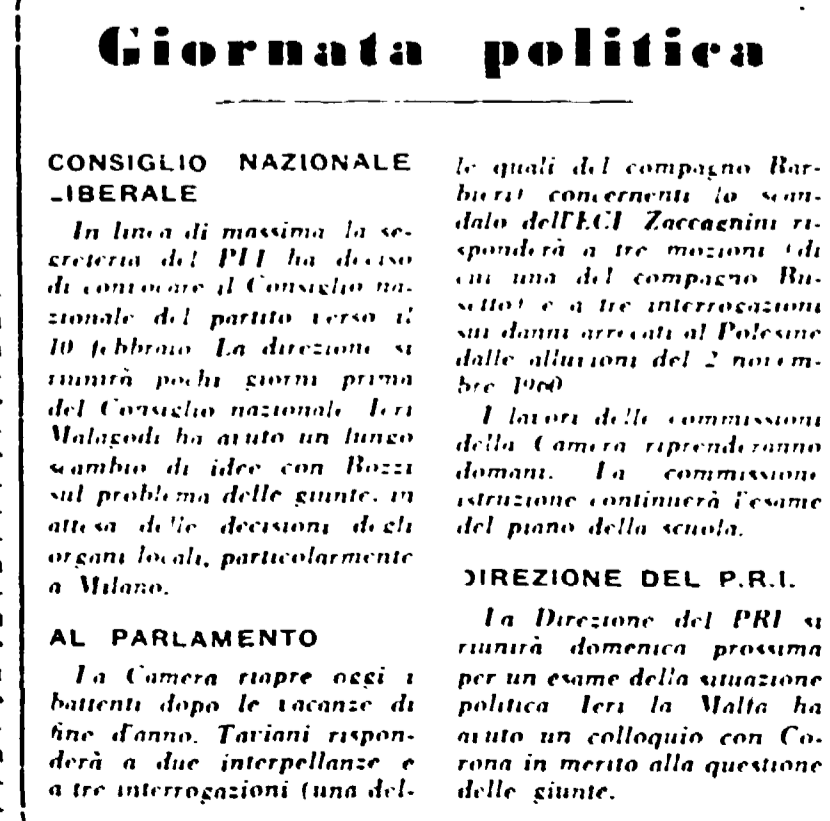 Giornata politica
CONSIGLIO NAZIONALE
LIBERALE
In linea di massima la se-
greteria del PLI ha deciso
di convocare il Consiglio na-
zionale del partito verso il
10 febbraio La direzione si
riunirà pochi giorni prima
del Consiglio nazionale Ieri
Malagodi ha avuto un lungo
scambio di idee con Bozzi
sul problema delle giunte, in
attesa delle decisioni degli
organi locali, particolarmente
a Milano.
AL PARLAMENTO
La Camera riapre oggi i
battenti dopo le vacanze di
fine d'anno. Taviani rispon-
derà a due interpellanze e
a tre interrogazioni (una del-
le quali del compagno Bar-
bieri) concernenti lo scan-
dalo dell'ECI Zaccagnini ri-
sponderà a tre mozioni (di
cui una del compagno Bu-
setto) e a tre interrogazioni
sui danni arrecati al Polesine
dalle alluvioni del 2 novem-
bre 1960
I lavori delle commissioni
della Camera riprenderanno
domani. La commissione
istruzione continuerà l'esame
del piano della scuola.
DIREZIONE DEL P.R.I.
La Direzione del PRI si
riunirà domenica prossima
per un esame della situazione
politica Ieri la Malfa ha
avuto un colloquio con Co-
rona in merito alla questione
delle giunte.